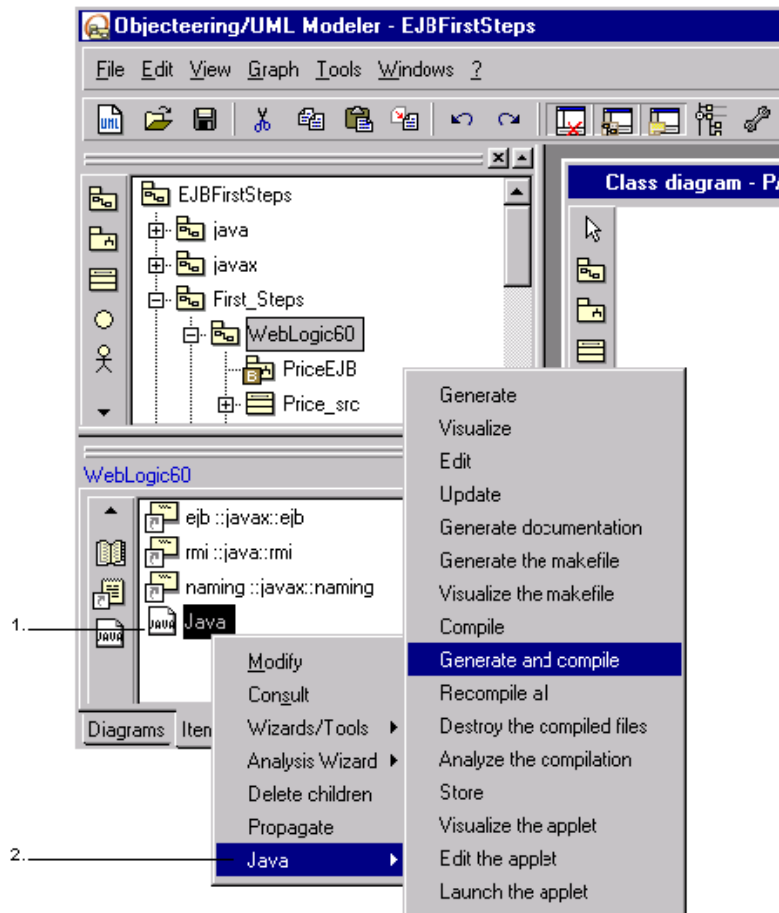 Objecteering/UML Modeler - EJBFirstSteps
File Edit View Graph Tools Windows ?
UML
Class diagram - PA
EJBFirstSteps
java
javax
First_Steps
WebLogic60
B PriceEJB
Price_src
WebLogic60
ejb ::javax::ejb
rmi ::java::rmi
naming ::javax::naming
1.
JAVA Java
JAVA
Diagrams Iten
Modify
Consult
Wizards/Tools
Analysis Wizard
Delete children
Propagate
2.
Java
Generate
Visualize
Edit
Update
Generate documentation
Generate the makefile
Visualize the makefile
Compile
Generate and compile
Recompile al
Destroy the compiled files
Analyze the compilation
Store
Visualize the applet
Edit the applet
Launch the applet